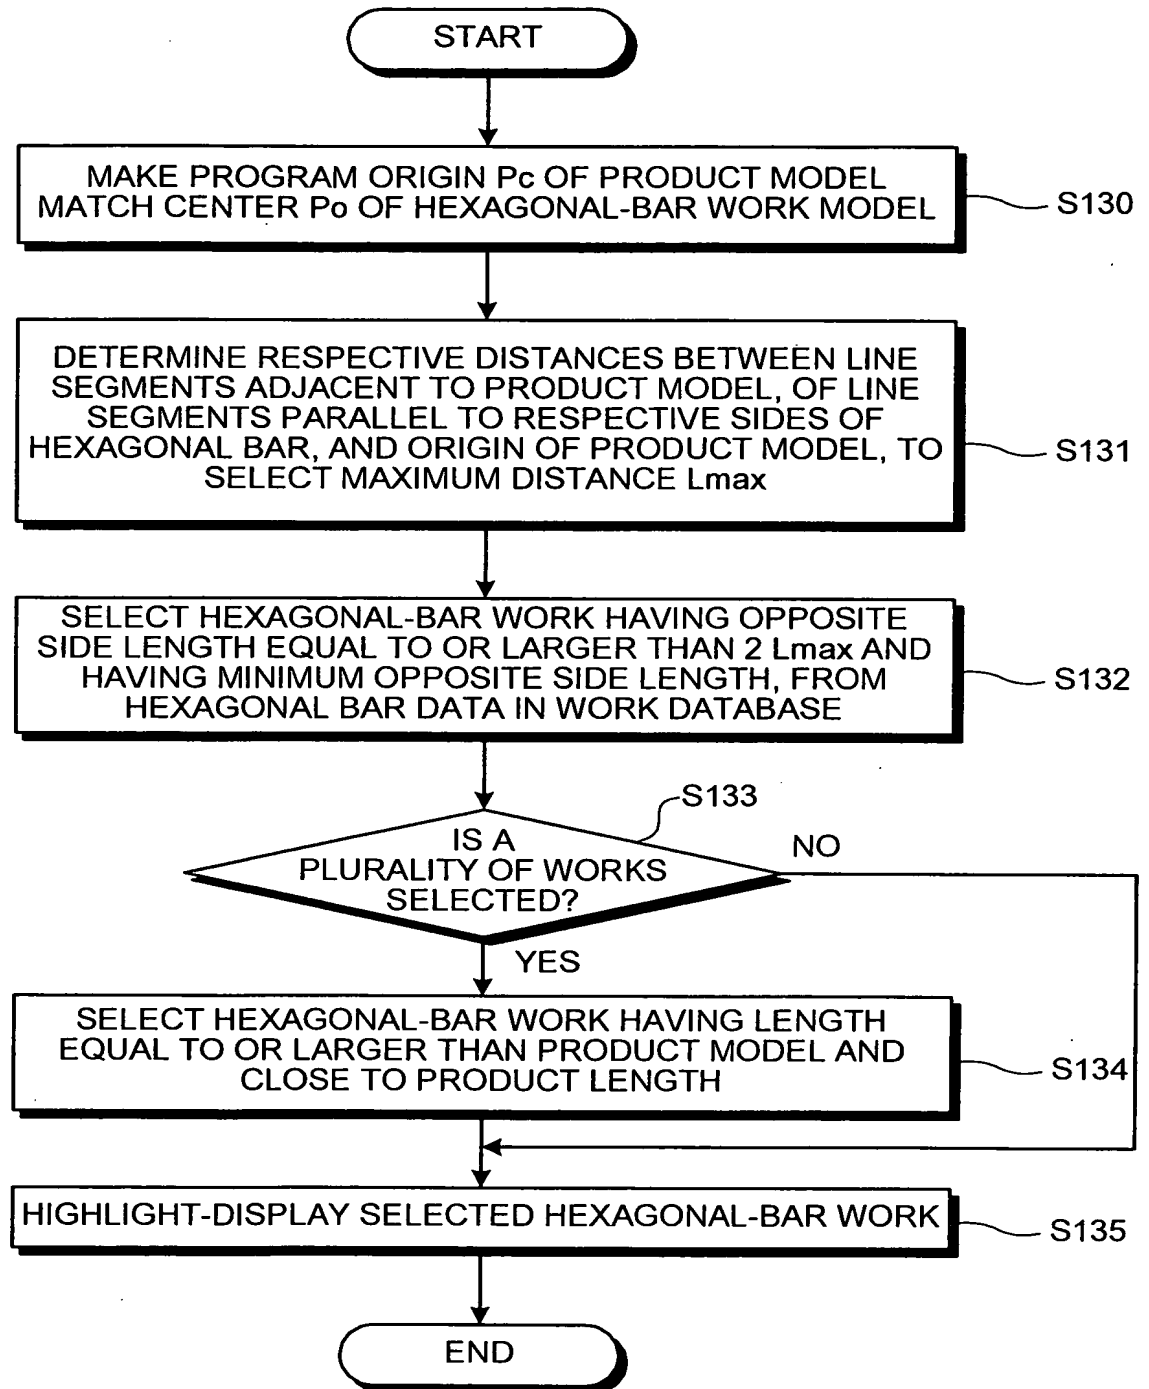 START
MAKE PROGRAM ORIGIN Pc OF PRODUCT MODEL
MATCH CENTER Po OF HEXAGONAL-BAR WORK MODEL
S130
DETERMINE RESPECTIVE DISTANCES BETWEEN LINE
SEGMENTS ADJACENT TO PRODUCT MODEL, OF LINE
SEGMENTS PARALLEL TO RESPECTIVE SIDES OF
HEXAGONAL BAR, AND ORIGIN OF PRODUCT MODEL, TO
SELECT MAXIMUM DISTANCE Lmax
S131
SELECT HEXAGONAL-BAR WORK HAVING OPPOSITE
SIDE LENGTH EQUAL TO OR LARGER THAN 2 Lmax AND
HAVING MINIMUM OPPOSITE SIDE LENGTH, FROM
HEXAGONAL BAR DATA IN WORK DATABASE
S132
S133
IS A
PLURALITY OF WORKS
SELECTED?
NO
YES
SELECT HEXAGONAL-BAR WORK HAVING LENGTH
EQUAL TO OR LARGER THAN PRODUCT MODEL AND
CLOSE TO PRODUCT LENGTH
S134
HIGHLIGHT-DISPLAY SELECTED HEXAGONAL-BAR WORK
S135
END